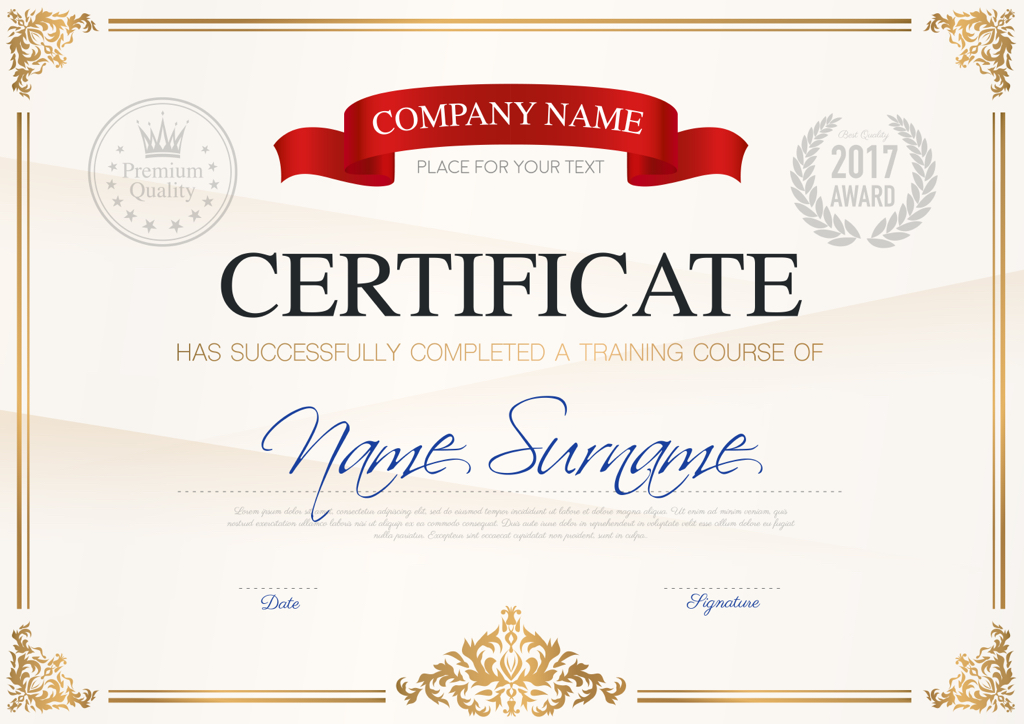 COMPANY NAME
PLACE FOR YOUR TEXT
Premium
Quality
Best Quality
2017
AWARD
CERTIFICATE
HAS SUCCESSFULLY COMPLETED A TRAINING COURSE OF
Name Surname
Lorem ipsum dolor sit amet, consectetur adipiscing elit, sed do eiusmod tempor incididunt ut labore et dolore magna aliqua. Ut enim ad minim veniam, quis
nostrud exercitation ullamco laboris nisi ut aliquip ex ea commodo consequat. Duis aute irure dolor in reprehenderit in voluptate velit esse cillum dolore eu fugiat
nulla pariatur. Excepteur sint occaecat cupidatat non proident, sunt in culpa.
Date
Signature